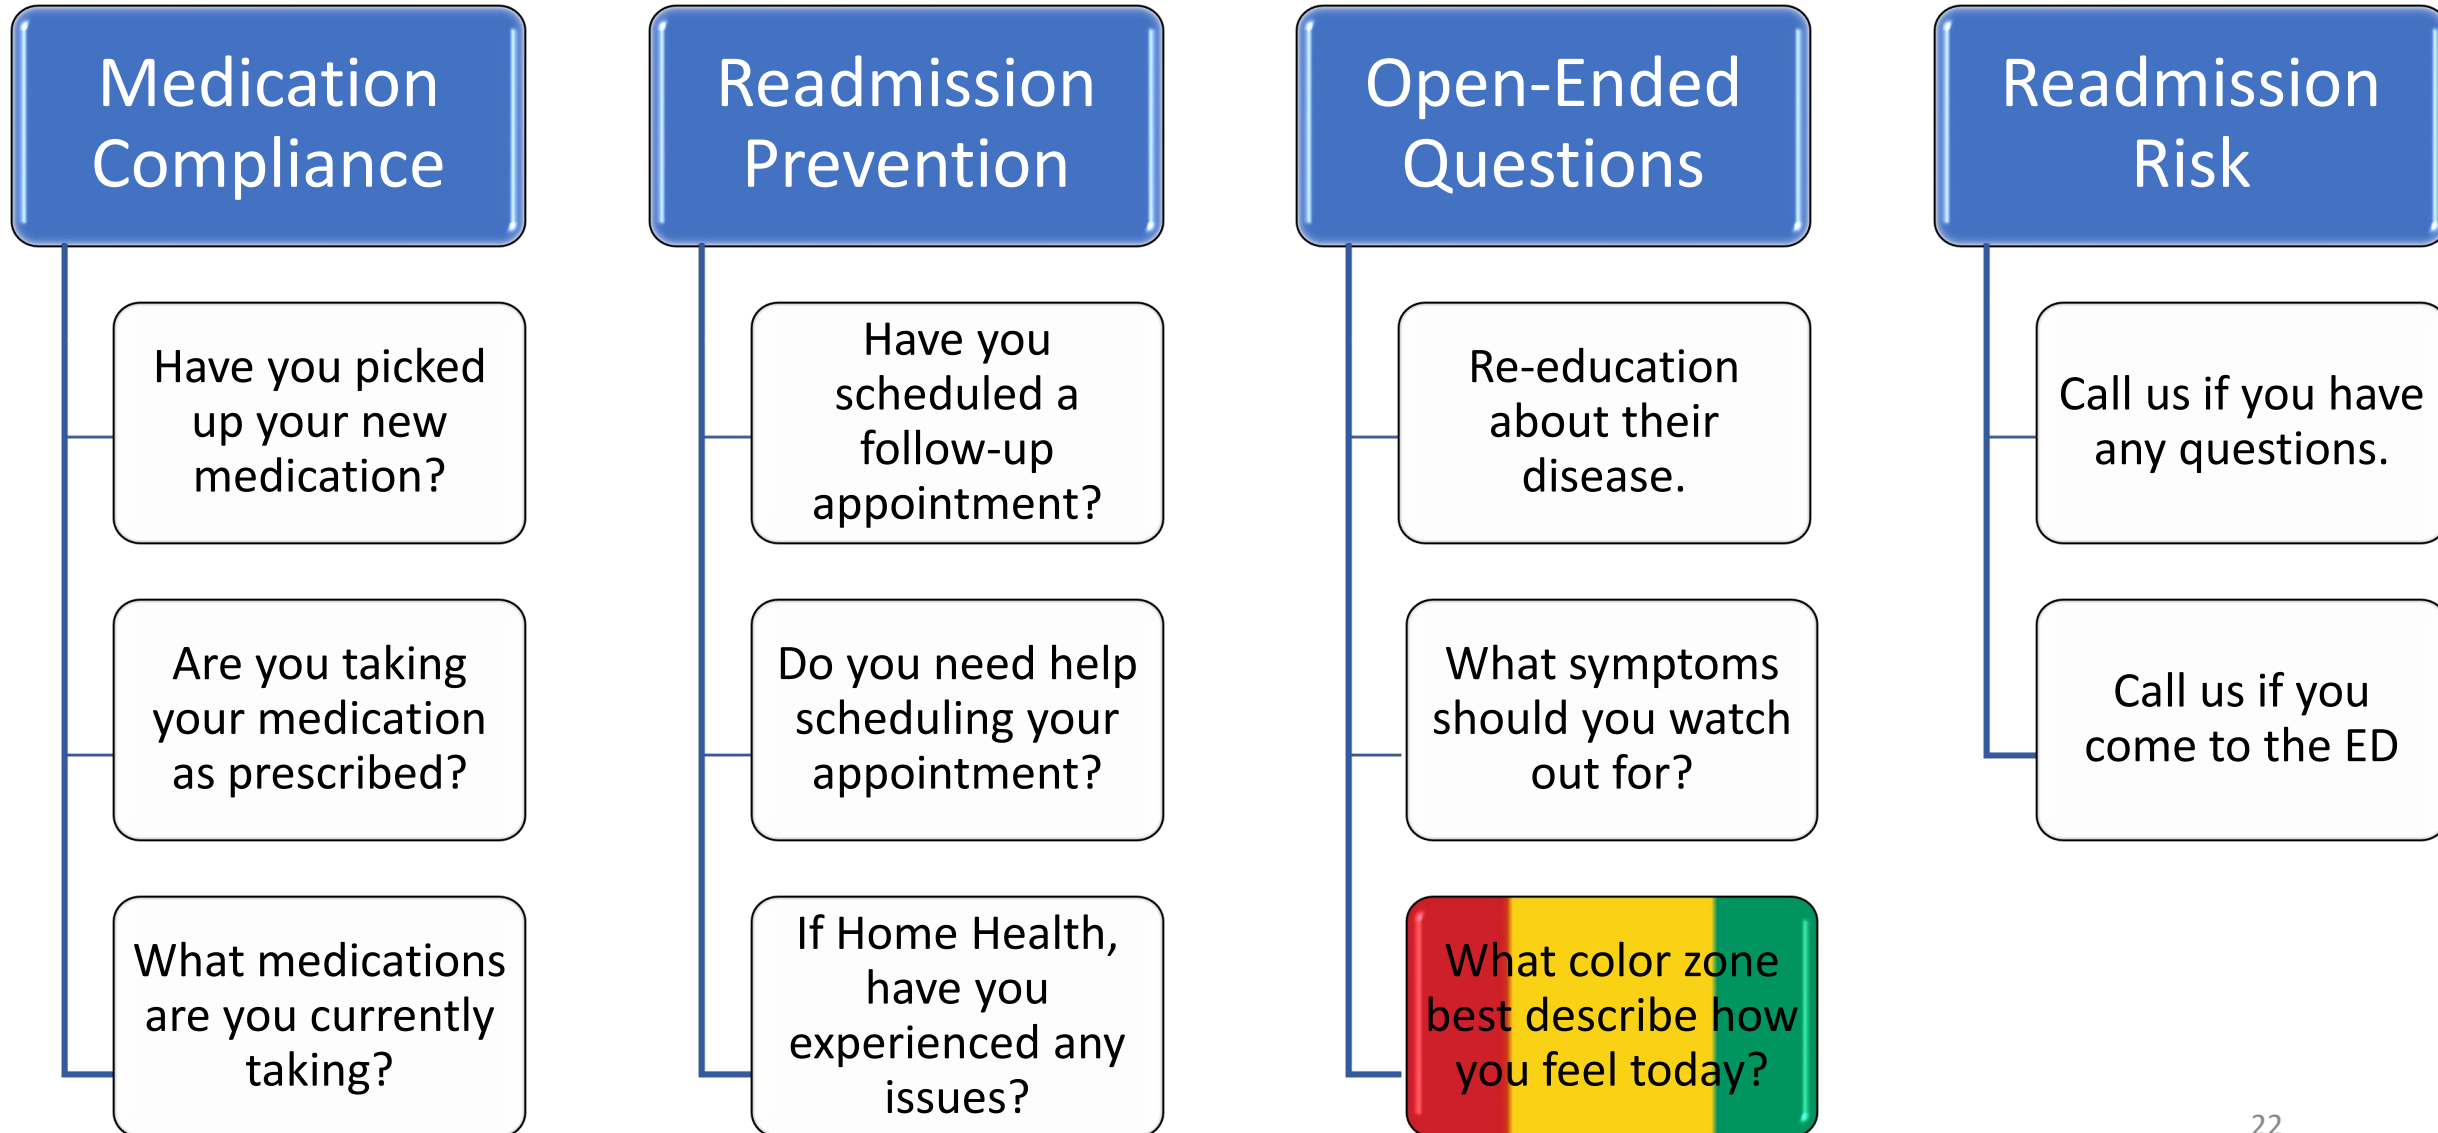 Medication
Compliance
Have you picked
up your new
medication?
Are you taking
your medication
as prescribed?
What medications
are you currently
taking?
Readmission
Prevention
Have you
scheduled a
follow-up
appointment?
Do you need help
scheduling your
appointment?
If Home Health,
have you
experienced any
issues?
Open-Ended
Questions
Re-education
about their
disease.
What symptoms
should you watch
out for?
What color zone
best describe how
you feel today?
Readmission
Risk
Call us if you have
any questions.
Call us if you
come to the ED
22